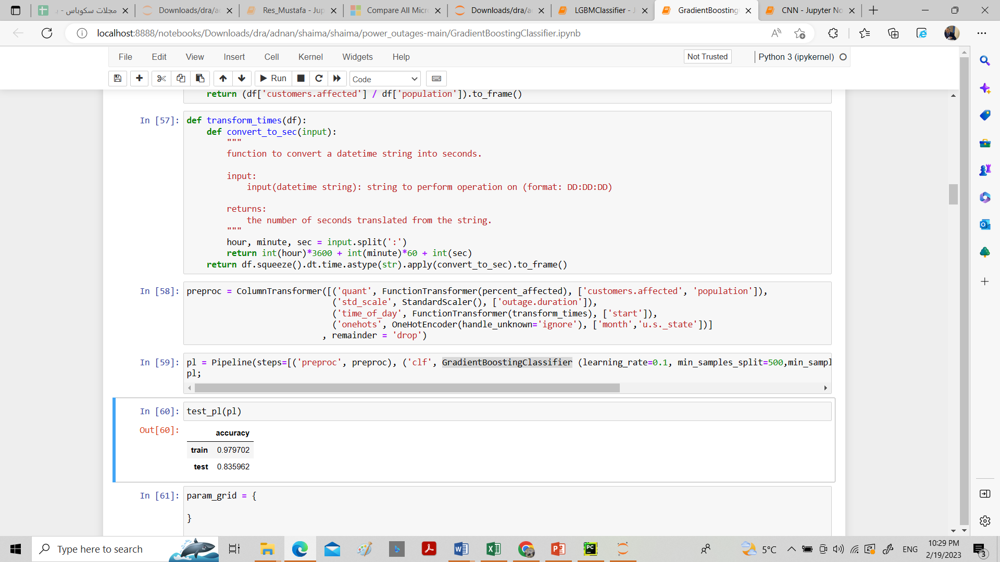 مجلات سكوباس - ب
Downloads/dra/a
Res_Mustafa - Jup
Compare All Micr
Downloads/dra/a
LGBMClassifier - J
GradientBoosting
CNN - Jupyter No
localhost:8888/notebooks/Downloads/dra/adnan/shaima/shaima/power_outages-main/GradientBoostingClassifier.ipynb
File Edit View Insert Cell Kernel Widgets Help
Not Trusted
Python 3 (ipykernel)
Run
Code
return (df['customers.affected'] / df['population']).to_frame()
In [57]:
def transform_times(df):
def convert_to_sec(input):
"""
function to convert a datetime string into seconds.
input:
input(datetime string): string to perform operation on (format: DD:DD:DD)
returns:
the number of seconds translated from the string.
"""
hour, minute, sec = input.split(':')
return int(hour)*3600 + int(minute)*60 + int(sec)
return df.squeeze().dt.time.astype(str).apply(convert_to_sec).to_frame()
In [58]:
preproc = ColumnTransformer([('quant', FunctionTransformer(percent_affected), ['customers.affected', 'population']),
('std_scale', StandardScaler(), ['outage.duration']),
('time_of_day', FunctionTransformer(transform_times), ['start']),
('onehots', OneHotEncoder(handle_unknown='ignore'), ['month','u.s._state'])]
, remainder = 'drop')
In [59]:
pl = Pipeline(steps=[('preproc', preproc), ('clf', GradientBoostingClassifier (learning_rate=0.1, min_samples_split=500,min_sampl
pl;
In [60]:
test_pl(pl)
Out[60]:
accuracy
train 0.979702
test 0.835962
In [61]:
param_grid = {
}
Type here to search
5°C
ENG
10:29 PM
2/19/2023
3